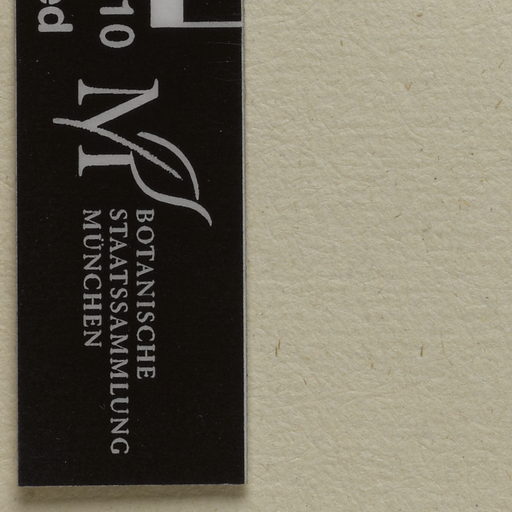 10
ed
M
BOTANISCHE
STAATSSAMMLUNG
MÜNCHEN